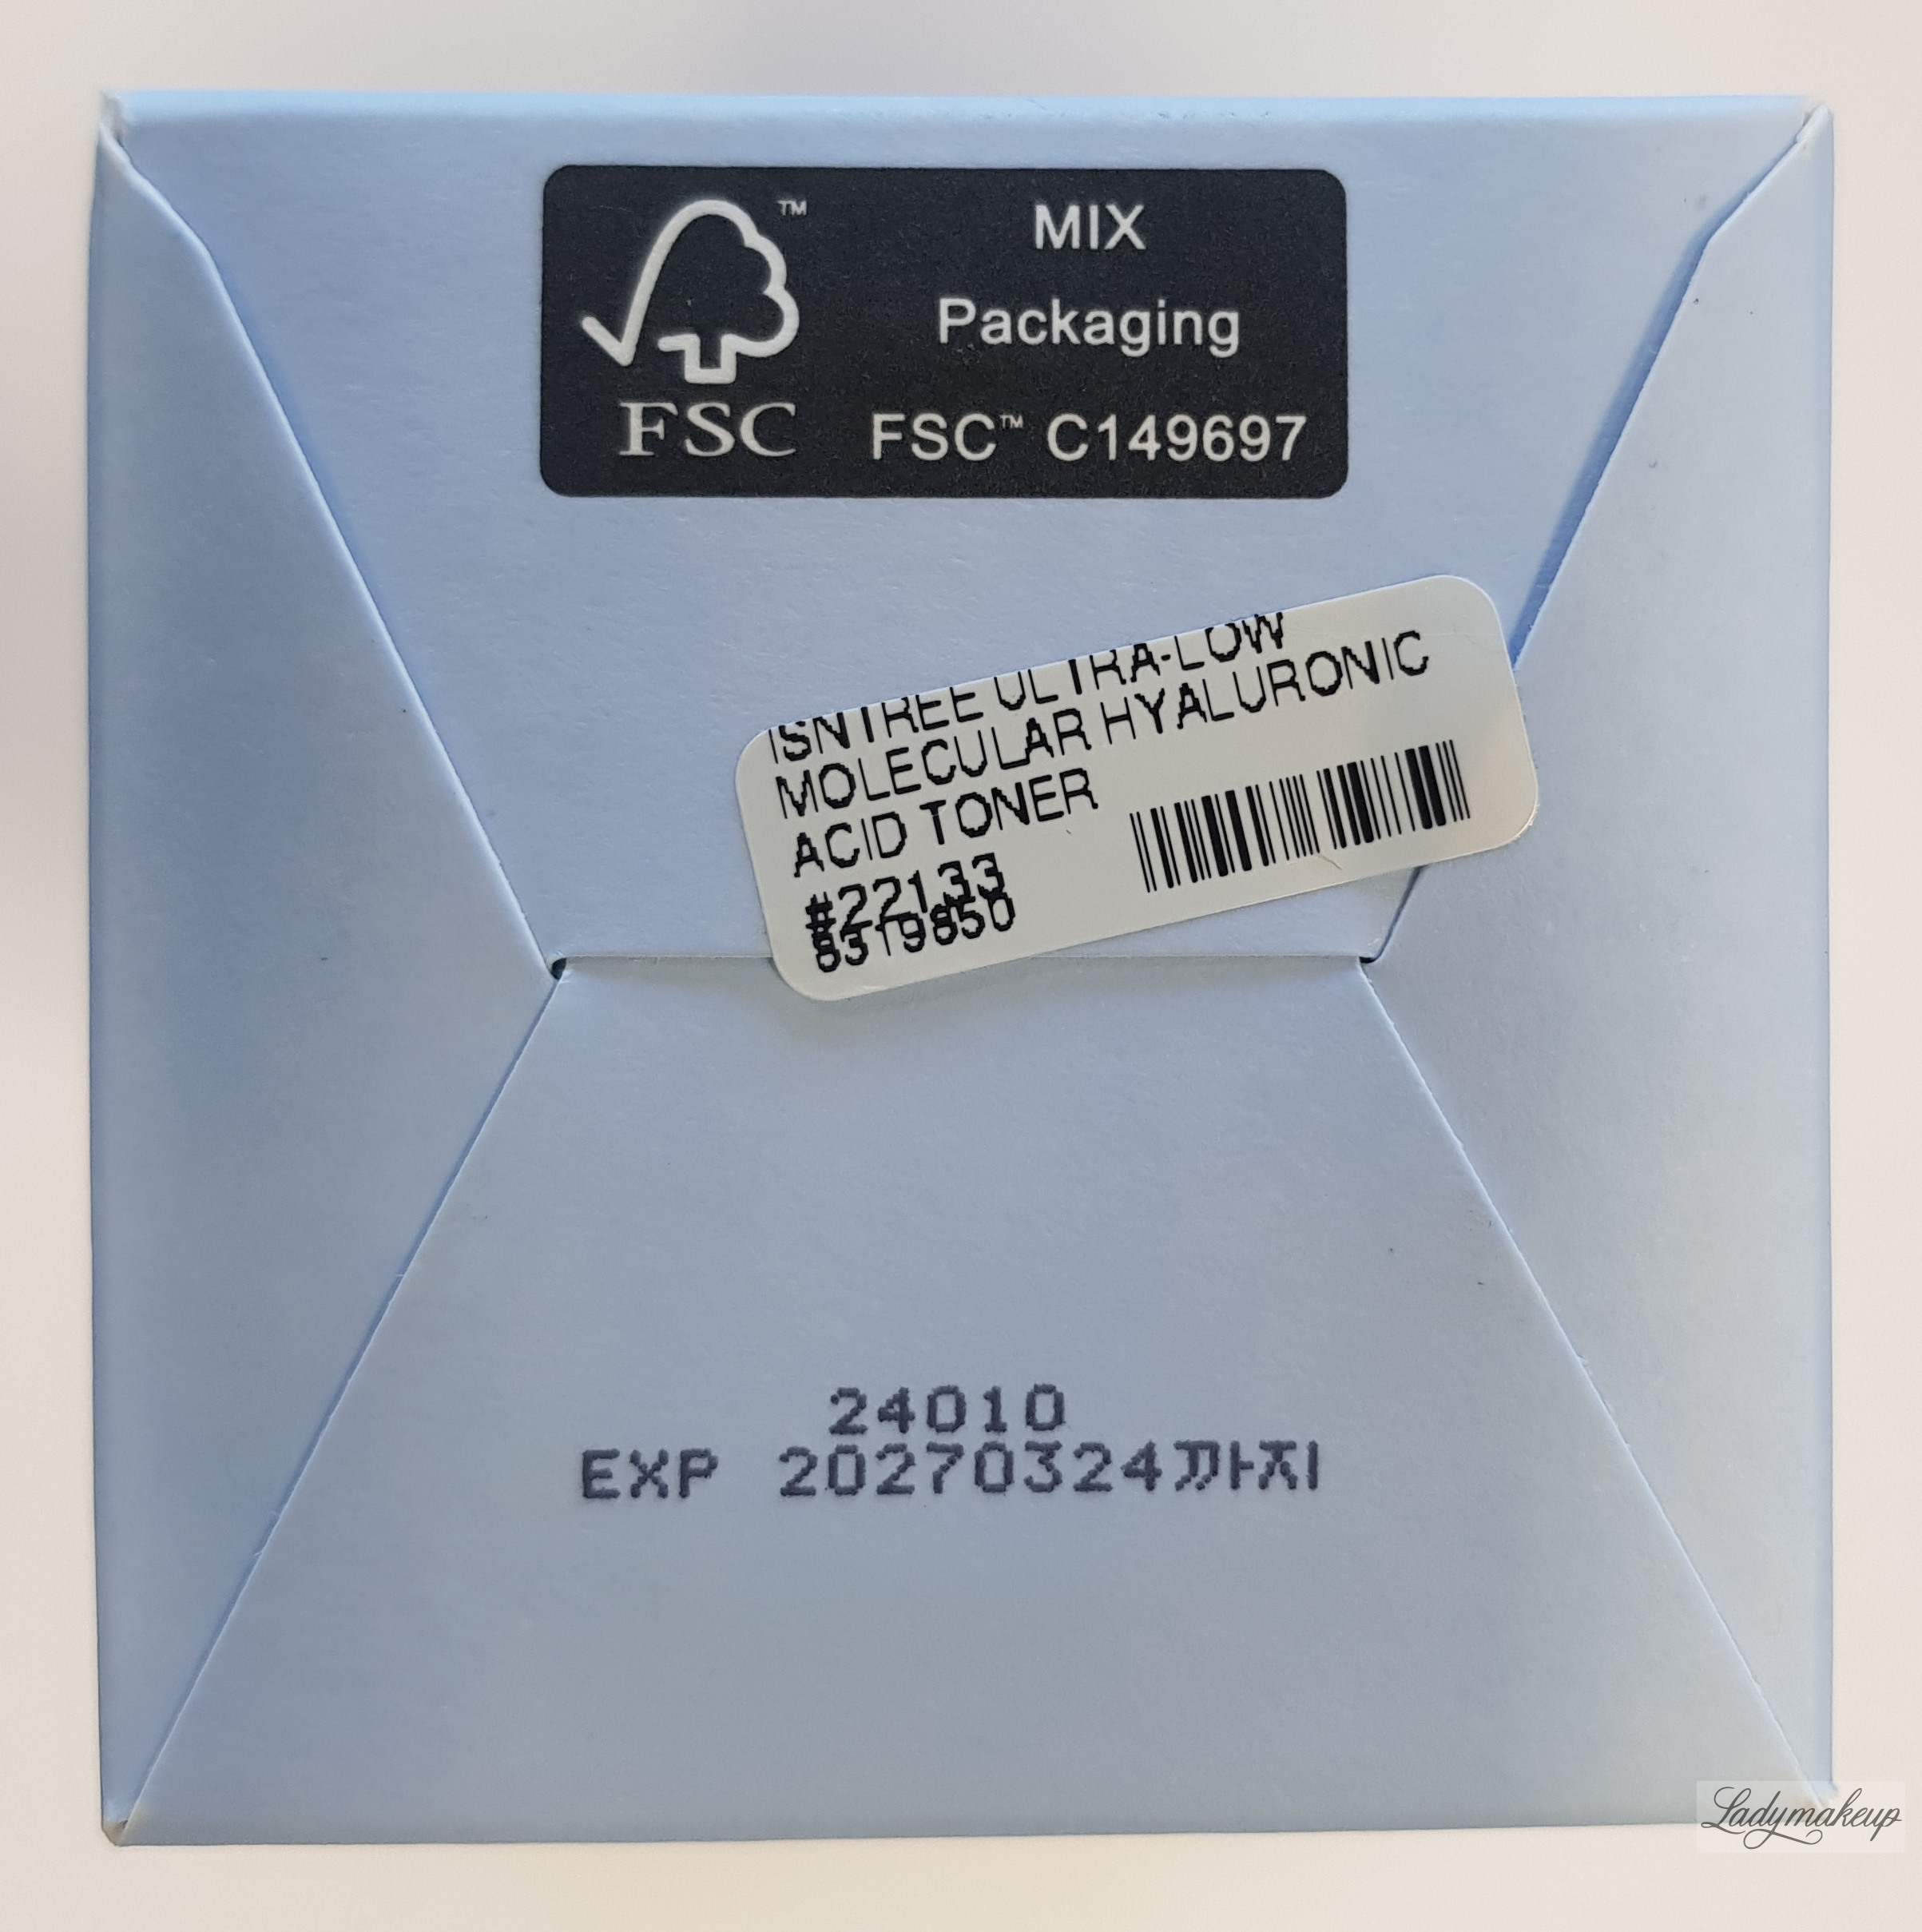 ™
MIX
Packaging
FSC
FSC™ C149697
ISNTREE ULTRA-LOW
MOLECULAR HYALURONIC
ACID TONER
#22133
24010
EXP 20270324까지
Ladymakeup